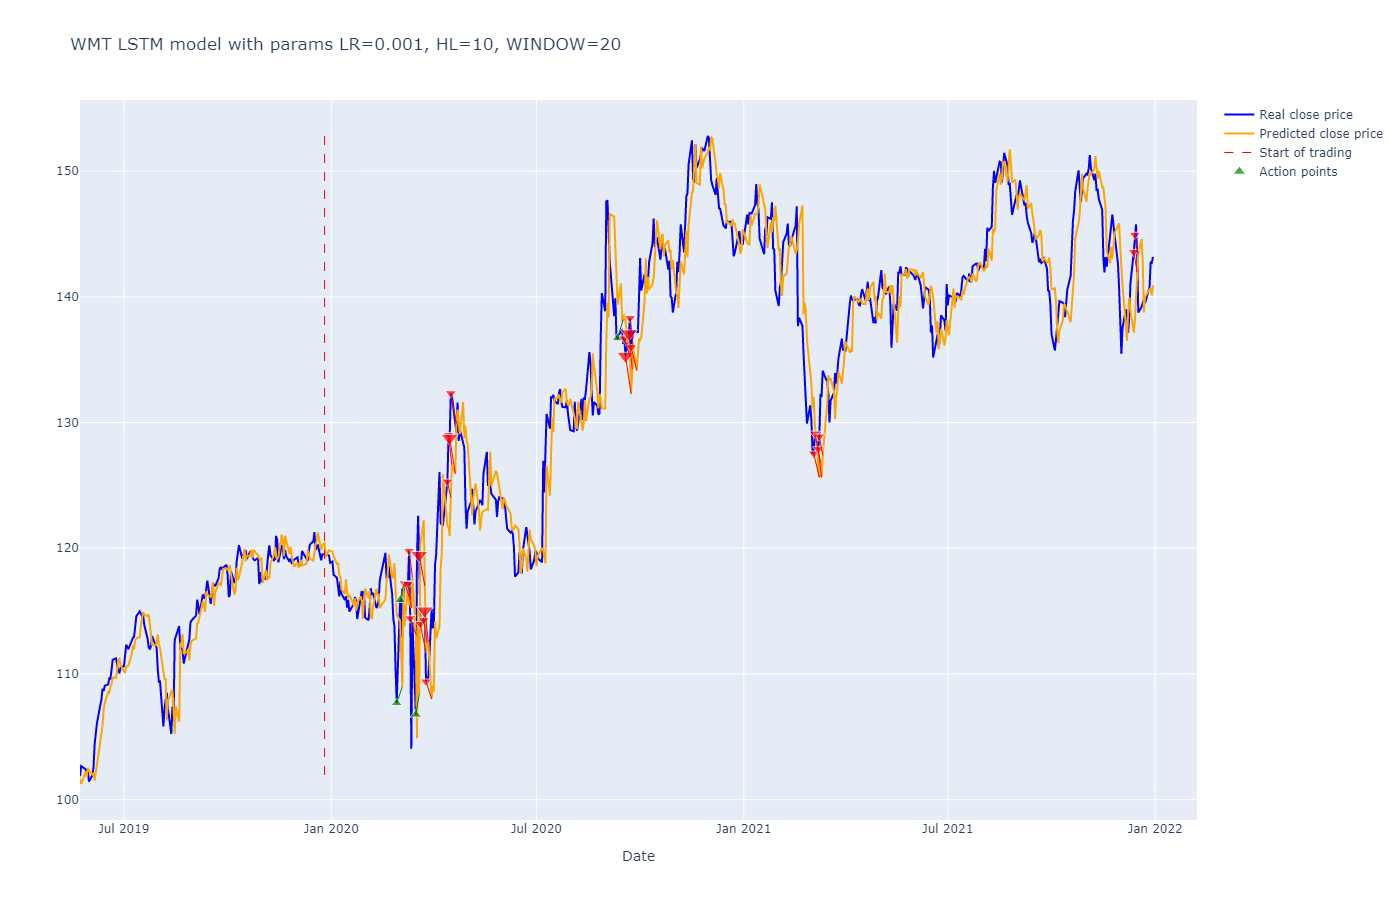 WMT LSTM model with params LR=0.001, HL=10, WINDOW=20
Real close price
Predicted close price
Start of trading
Action points
150
140
130
120
110
100
Jul 2019
Jan 2020
Jul 2020
Jan 2021
Jul 2021
Jan 2022
Date